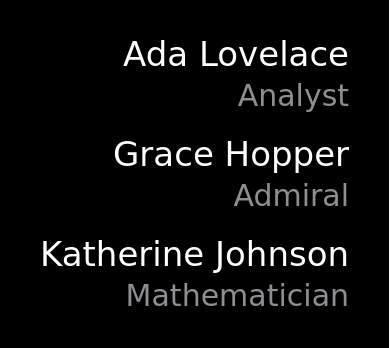 Ada Lovelace
Analyst
Grace Hopper
Admiral
Katherine Johnson
Mathematician